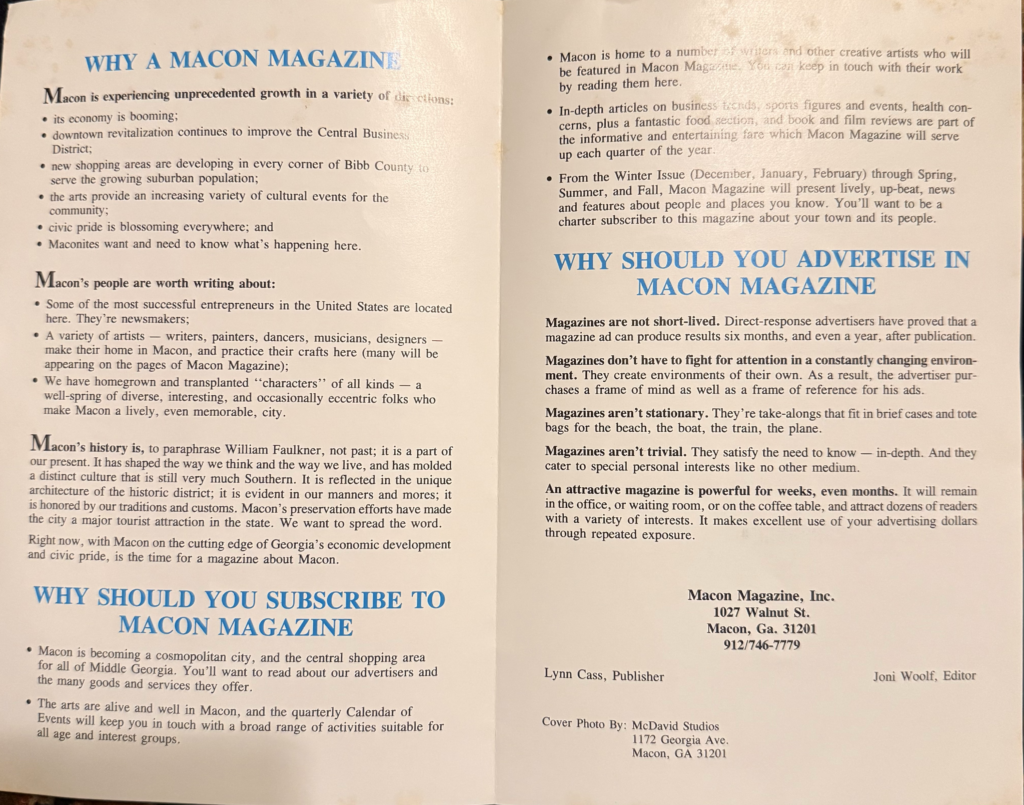 WHY A MACON MAGAZINE
Macon is experiencing unprecedented growth in a variety of directions:
• its economy is booming;
• downtown revitalization continues to improve the Central Business
District;
• new shopping areas are developing in every corner of Bibb County to
serve the growing suburban population;
• the arts provide an increasing variety of cultural events for the
community;
• civic pride is blossoming everywhere; and
• Maconites want and need to know what's happening here.
Macon's people are worth writing about:
• Some of the most successful entrepreneurs in the United States are located
here. They're newsmakers;
• A variety of artists — writers, painters, dancers, musicians, designers —
make their home in Macon, and practice their crafts here (many will be
appearing on the pages of Macon Magazine);
• We have homegrown and transplanted “characters” of all kinds — a
well-spring of diverse, interesting, and occasionally eccentric folks who
make Macon a lively, even memorable, city.
Macon's history is, to paraphrase William Faulkner, not past; it is a part of
our present. It has shaped the way we think and the way we live, and has molded
a distinct culture that is still very much Southern. It is reflected in the unique
architecture of the historic district; it is evident in our manners and mores; it
is honored by our traditions and customs. Macon's preservation efforts have made
the city a major tourist attraction in the state. We want to spread the word.
Right now, with Macon on the cutting edge of Georgia's economic development
and civic pride, is the time for a magazine about Macon.
WHY SHOULD YOU SUBSCRIBE TO
MACON MAGAZINE
• Macon is becoming a cosmopolitan city, and the central shopping area
for all of Middle Georgia. You'll want to read about our advertisers and
the many goods and services they offer.
• The arts are alive and well in Macon, and the quarterly Calendar of
Events will keep you in touch with a broad range of activities suitable for
all age and interest groups.
• Macon is home to a number of writers and other creative artists who will
be featured in Macon Magazine. You can keep in touch with their work
by reading them here.
• In-depth articles on business trends, sports figures and events, health con-
cerns, plus a fantastic food section, and book and film reviews are part of
the informative and entertaining fare which Macon Magazine will serve
up each quarter of the year.
• From the Winter Issue (December, January, February) through Spring,
Summer, and Fall, Macon Magazine will present lively, up-beat, news
and features about people and places you know. You'll want to be a
charter subscriber to this magazine about your town and its people.
WHY SHOULD YOU ADVERTISE IN
MACON MAGAZINE
Magazines are not short-lived. Direct-response advertisers have proved that a
magazine ad can produce results six months, and even a year, after publication.
Magazines don't have to fight for attention in a constantly changing environ-
ment. They create environments of their own. As a result, the advertiser pur-
chases a frame of mind as well as a frame of reference for his ads.
Magazines aren't stationary. They're take-alongs that fit in brief cases and tote
bags for the beach, the boat, the train, the plane.
Magazines aren't trivial. They satisfy the need to know — in-depth. And they
cater to special personal interests like no other medium.
An attractive magazine is powerful for weeks, even months. It will remain
in the office, or waiting room, or on the coffee table, and attract dozens of readers
with a variety of interests. It makes excellent use of your advertising dollars
through repeated exposure.
Macon Magazine, Inc.
1027 Walnut St.
Macon, Ga. 31201
912/746-7779
Lynn Cass, Publisher
Joni Woolf, Editor
Cover Photo By: McDavid Studios
1172 Georgia Ave.
Macon, GA 31201